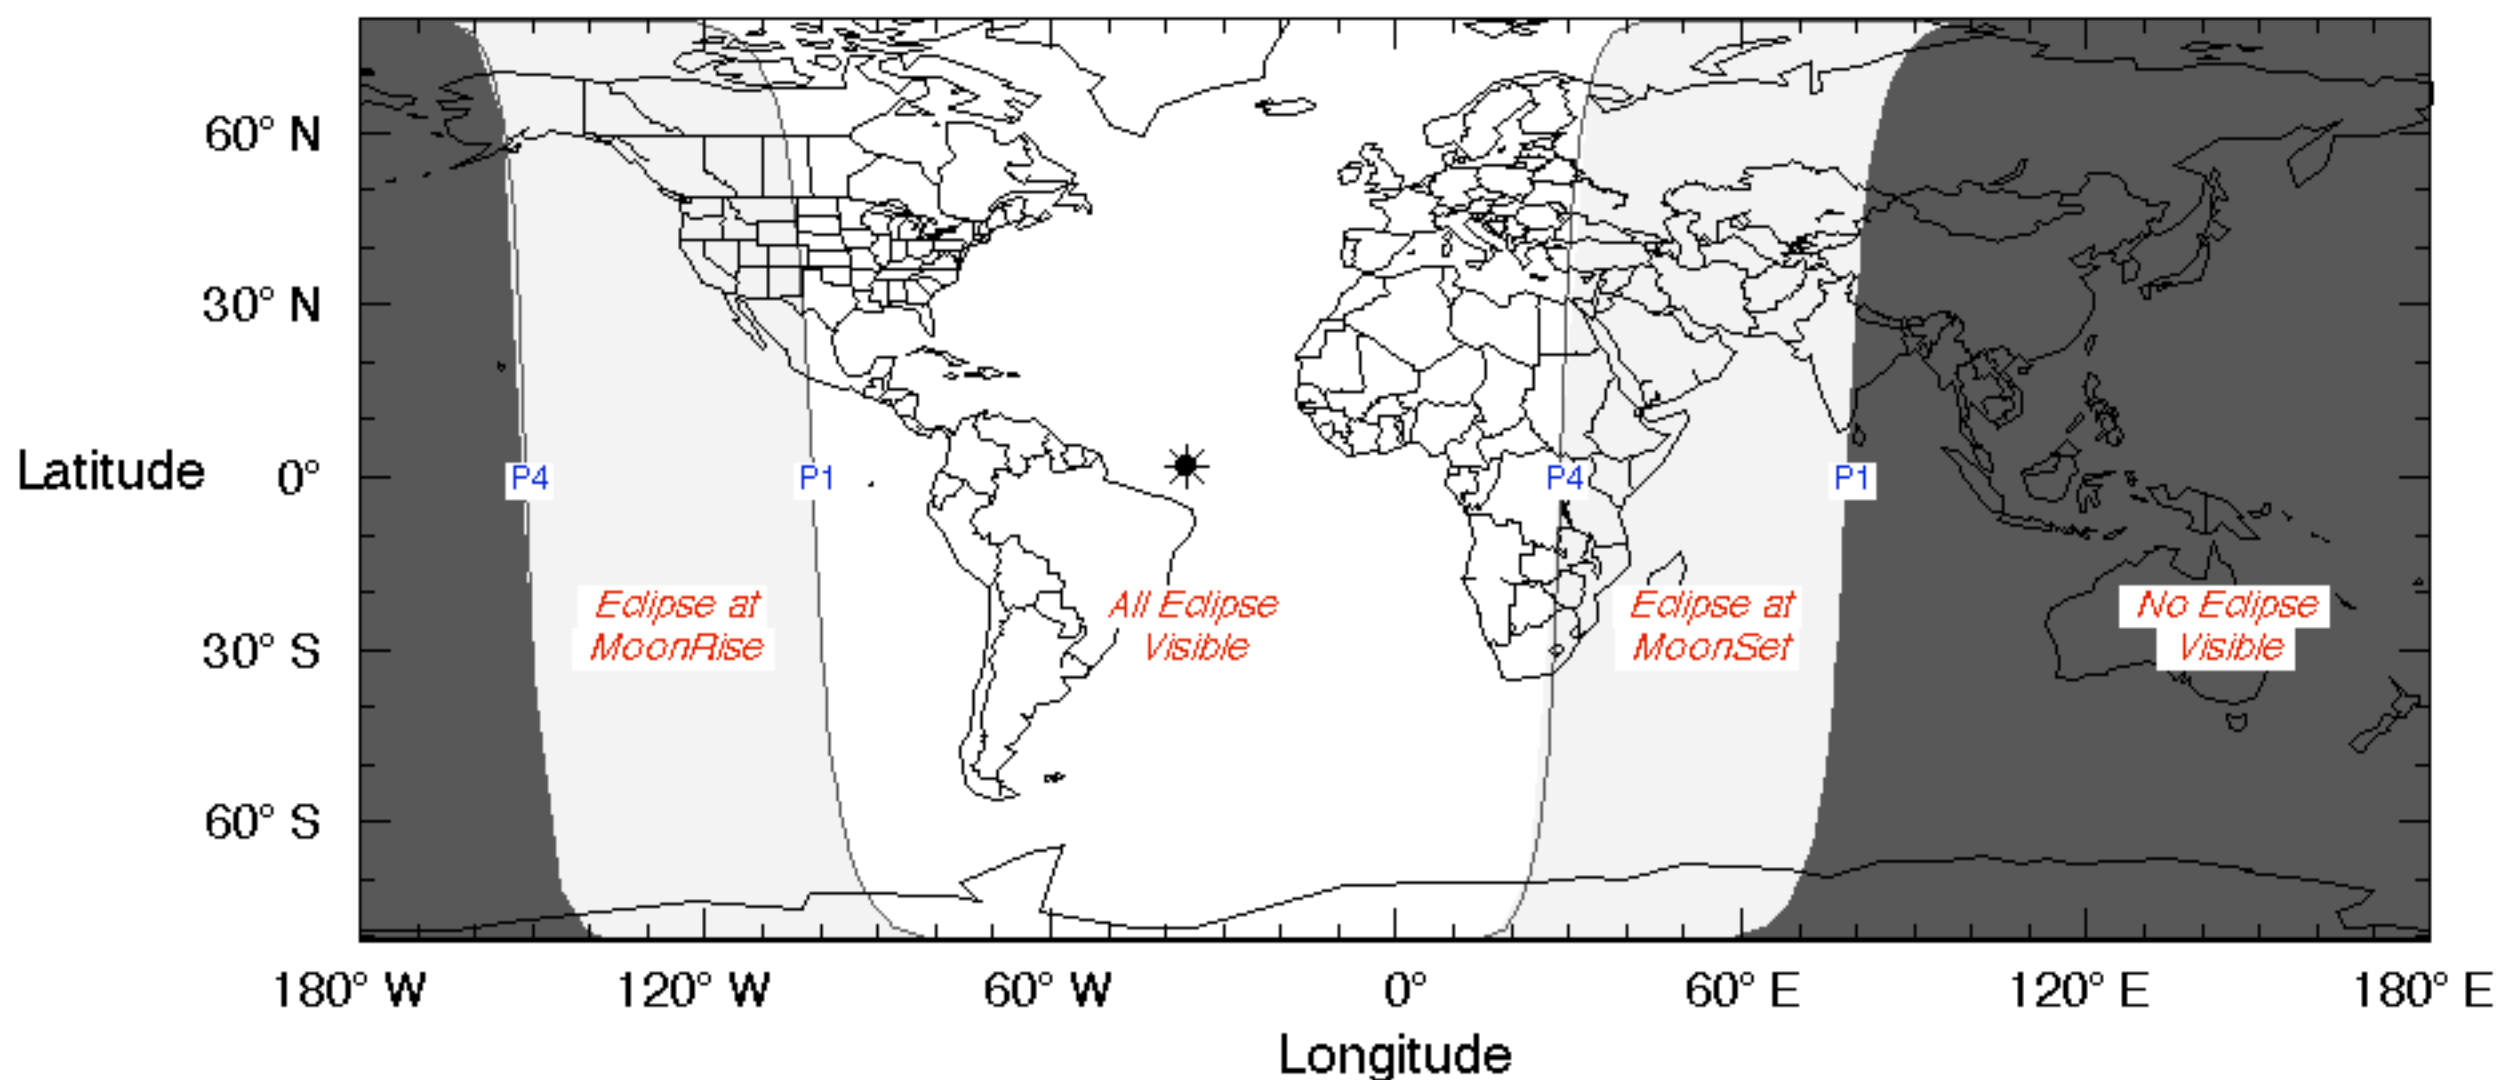 60° N
30° N
Latitude 0°
P4 P1 P4 P1
Eclipse at MoonRise
All Eclipse Visible
Eclipse at MoonSet
No Eclipse Visible
30° S
60° S
180° W 120° W 60° W 0° 60° E 120° E 180° E
Longitude